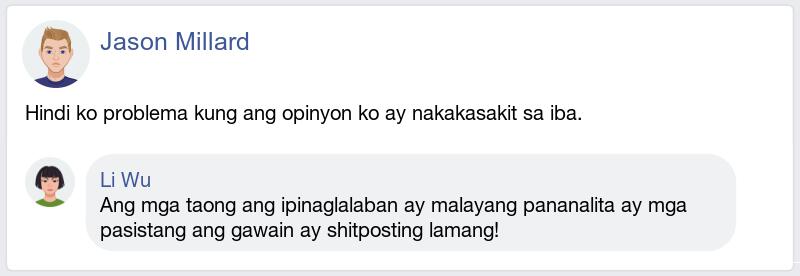 Jason Millard
Hindi ko problema kung ang opinyon ko ay nakakasakit sa iba.
Li Wu
Ang mga taong ang ipinaglalaban ay malayang pananalita ay mga
pasistang ang gawain ay shitposting lamang!